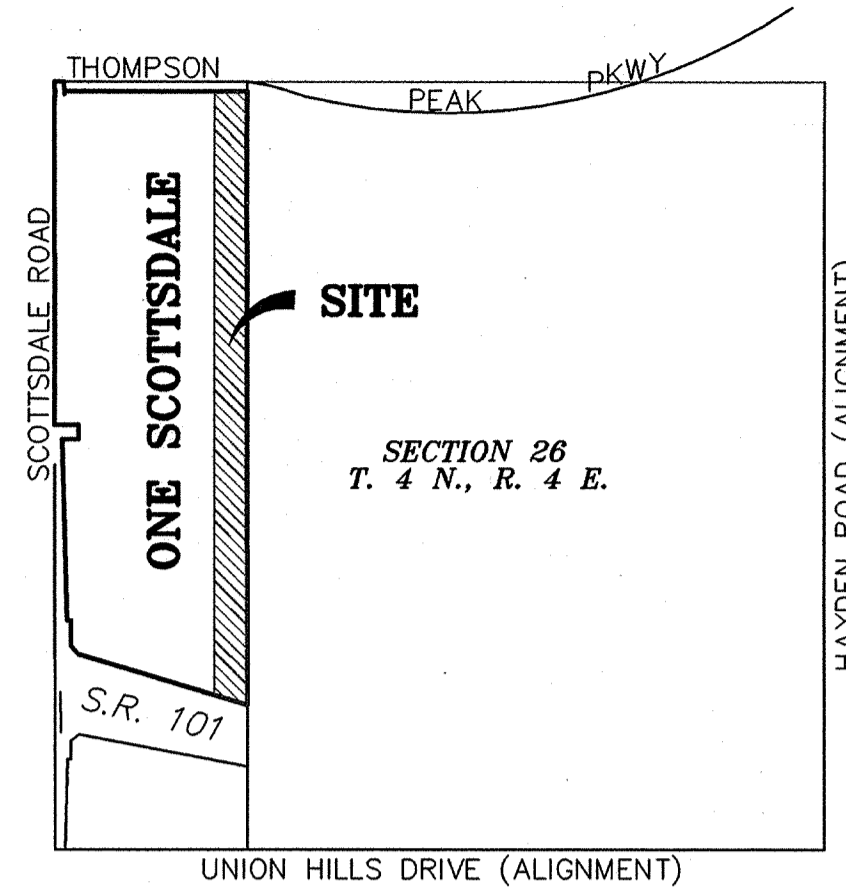 THOMPSON
PEAK
PKWY
SCOTTSDALE ROAD
ONE SCOTTSDALE
SITE
SECTION 26
T. 4 N., R. 4 E.
HAYDEN ROAD (ALIGNMENT)
S.R. 101
UNION HILLS DRIVE (ALIGNMENT)